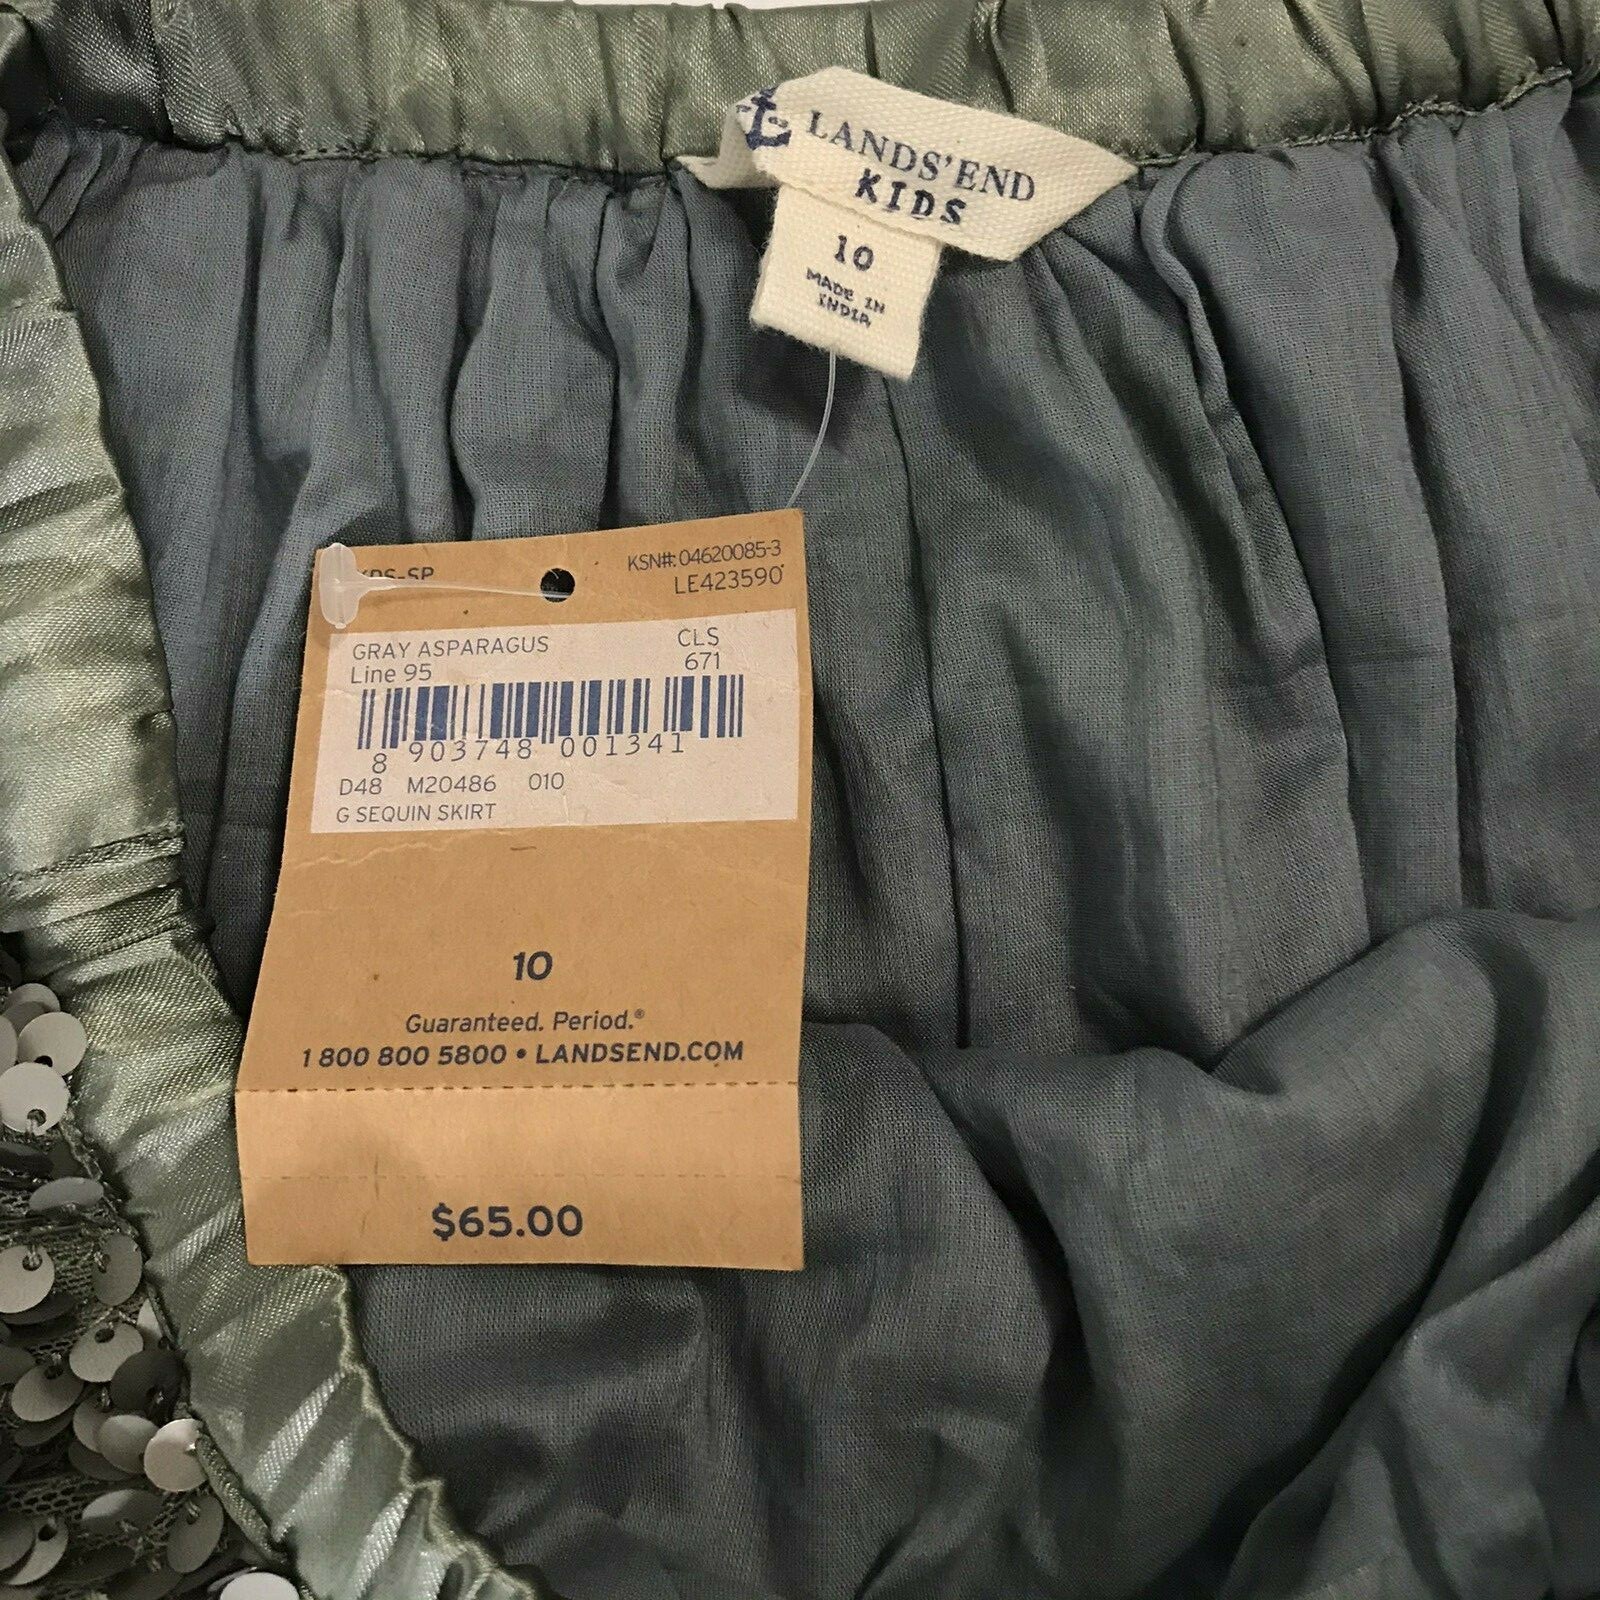 LANDS' END
KIDS
10
MADE IN
INDIA
KSN#: 04620085-3
LE423590
GRAY ASPARAGUS CLS
Line 95 671
8 903748 001341
D48 M20486 010
G SEQUIN SKIRT
10
Guaranteed. Period.®
1 800 800 5800 • LANDSEND.COM
$65.00